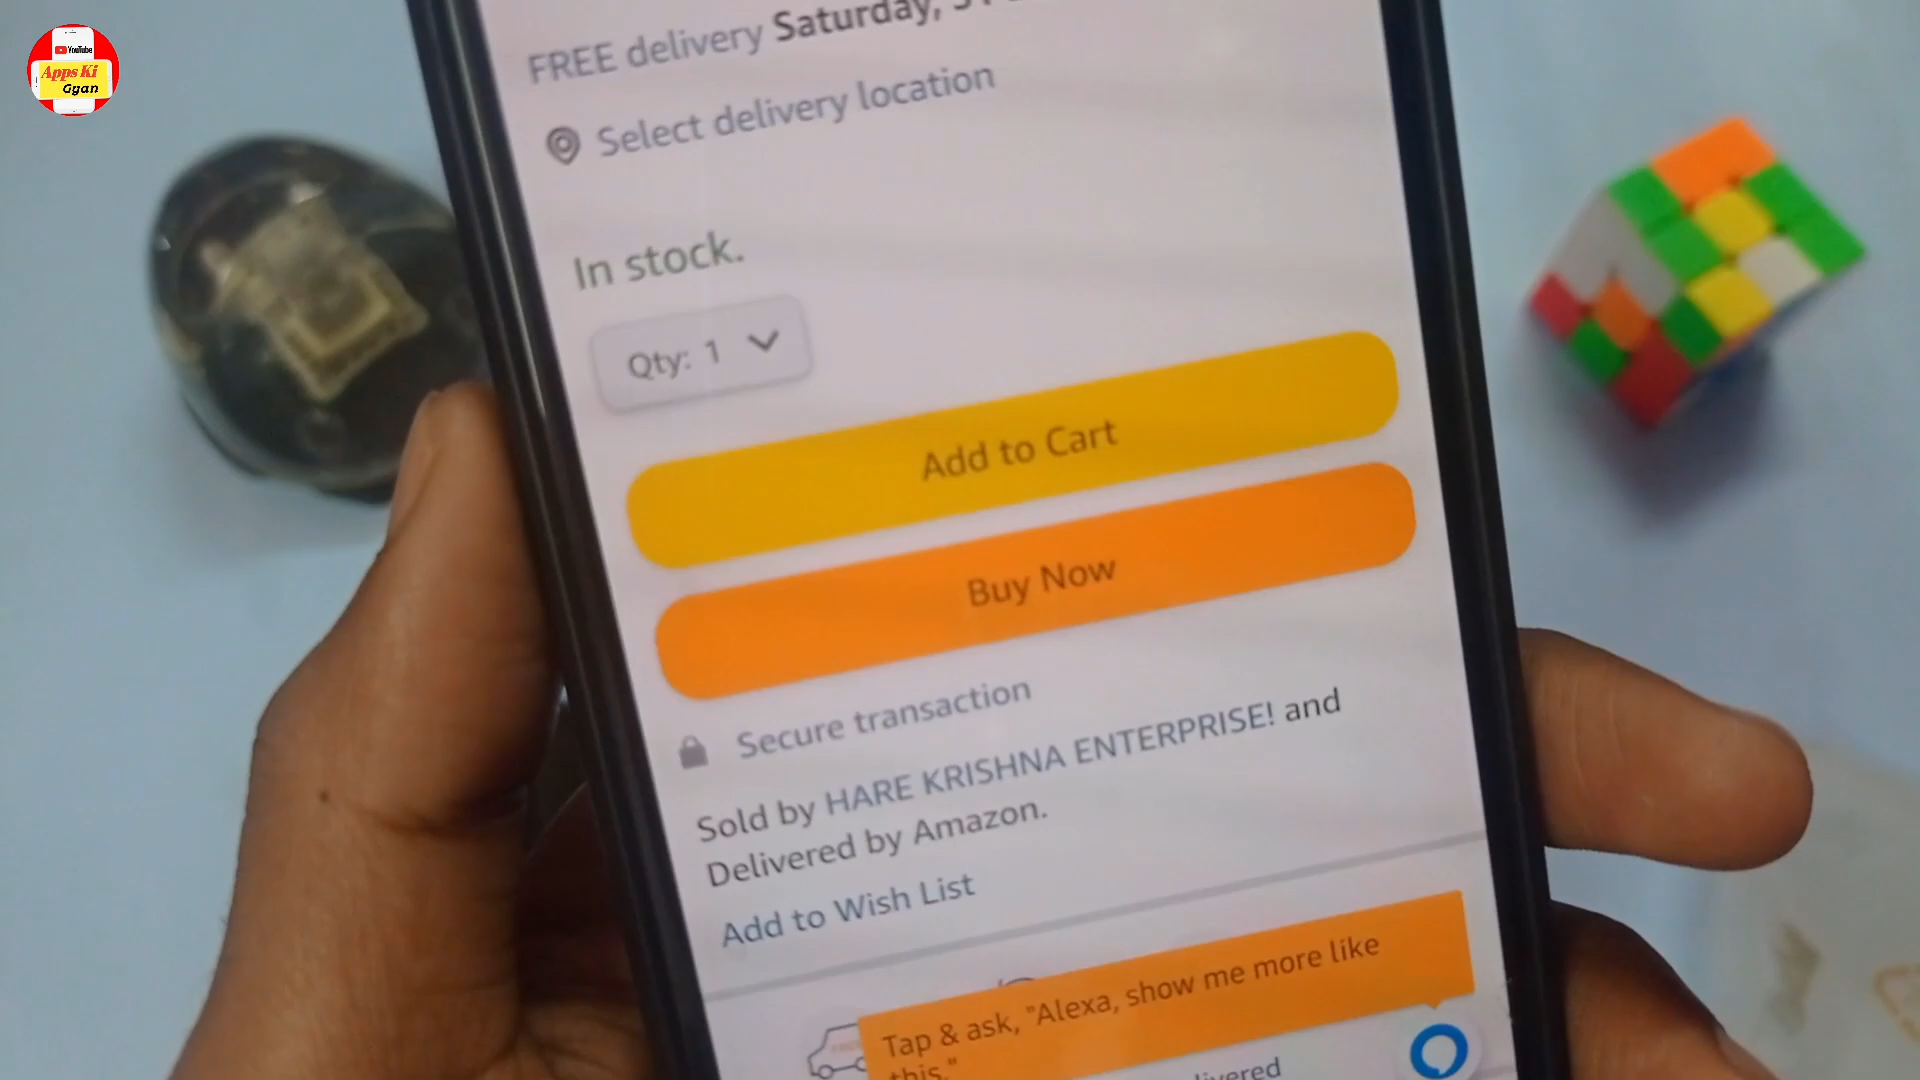 YouTube
Apps Ki
Gyan
FREE delivery Saturday,
Select delivery location
In stock.
Qty: 1
Add to Cart
Buy Now
Secure transaction
Sold by HARE KRISHNA ENTERPRISE! and
Delivered by Amazon.
Add to Wish List
Tap & ask, "Alexa, show me more like
this."